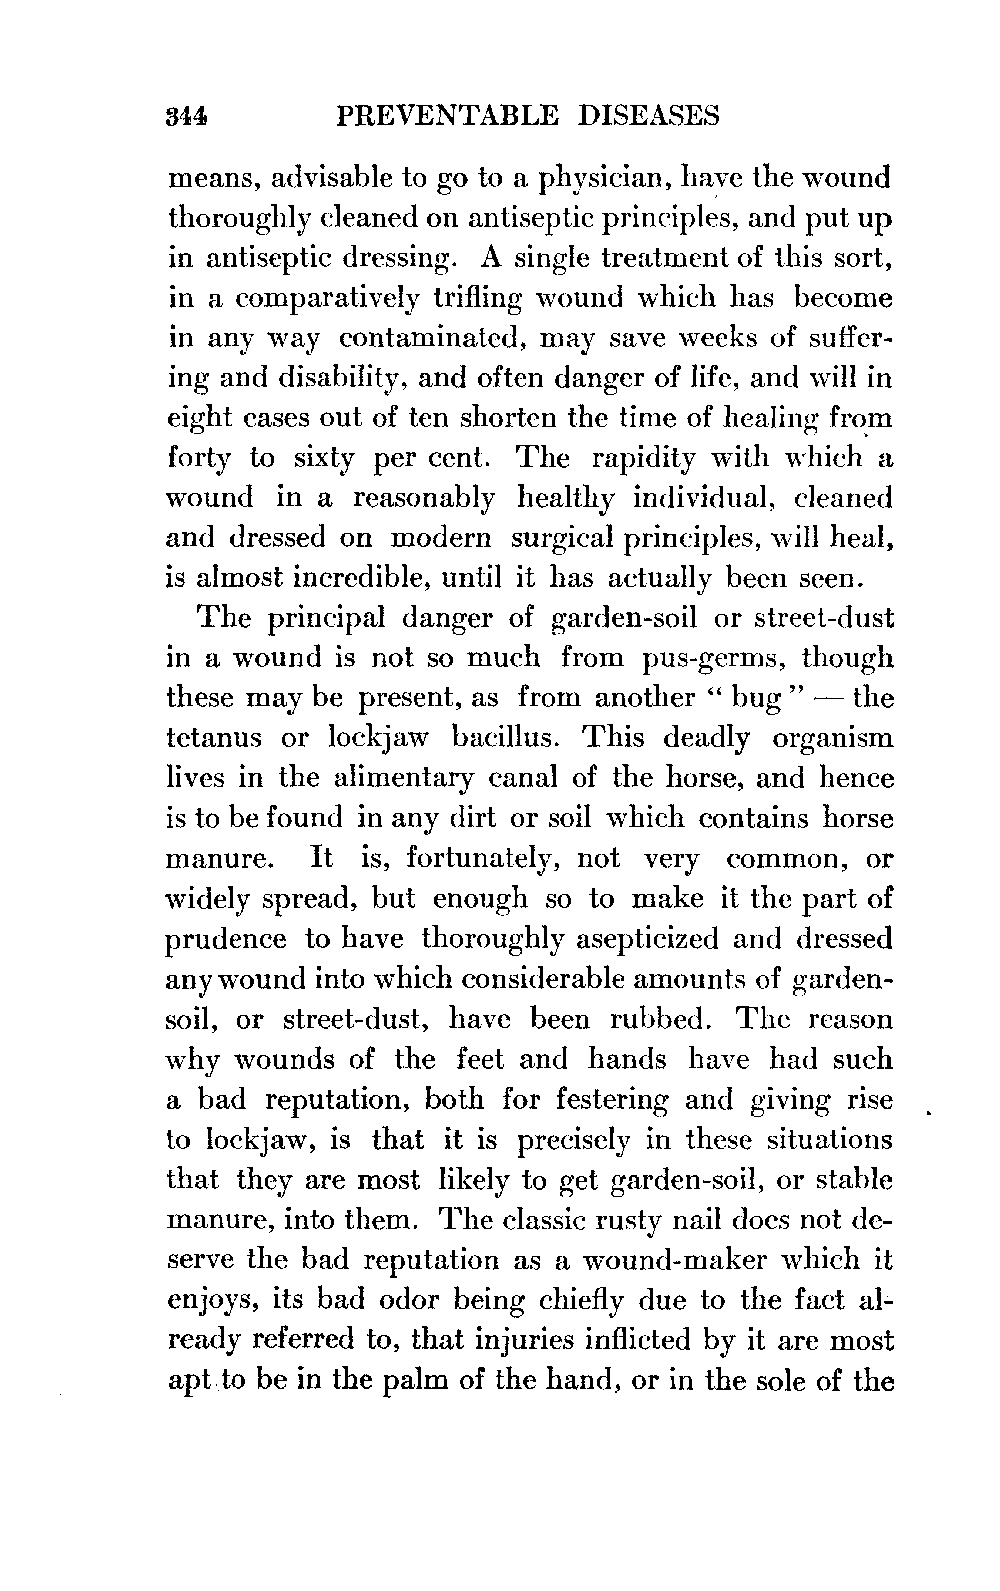 344 PREVENTABLE DISEASES
means, advisable to go to a physician, have the wound
thoroughly cleaned on antiseptic principles, and put up
in antiseptic dressing. A single treatment of this sort,
in a comparatively trifling wound which has become
in any way contaminated, may save weeks of suffer-
ing and disability, and often danger of life, and will in
eight cases out of ten shorten the time of healing from
forty to sixty per cent. The rapidity with which a
wound in a reasonably healthy individual, cleaned
and dressed on modern surgical principles, will heal,
is almost incredible, until it has actually been seen.
The principal danger of garden-soil or street-dust
in a wound is not so much from pus-germs, though
these may be present, as from another “ bug ” — the
tetanus or lockjaw bacillus. This deadly organism
lives in the alimentary canal of the horse, and hence
is to be found in any dirt or soil which contains horse
manure. It is, fortunately, not very common, or
widely spread, but enough so to make it the part of
prudence to have thoroughly asepticized and dressed
any wound into which considerable amounts of garden-
soil, or street-dust, have been rubbed. The reason
why wounds of the feet and hands have had such
a bad reputation, both for festering and giving rise
to lockjaw, is that it is precisely in these situations
that they are most likely to get garden-soil, or stable
manure, into them. The classic rusty nail does not de-
serve the bad reputation as a wound-maker which it
enjoys, its bad odor being chiefly due to the fact al-
ready referred to, that injuries inflicted by it are most
apt to be in the palm of the hand, or in the sole of the